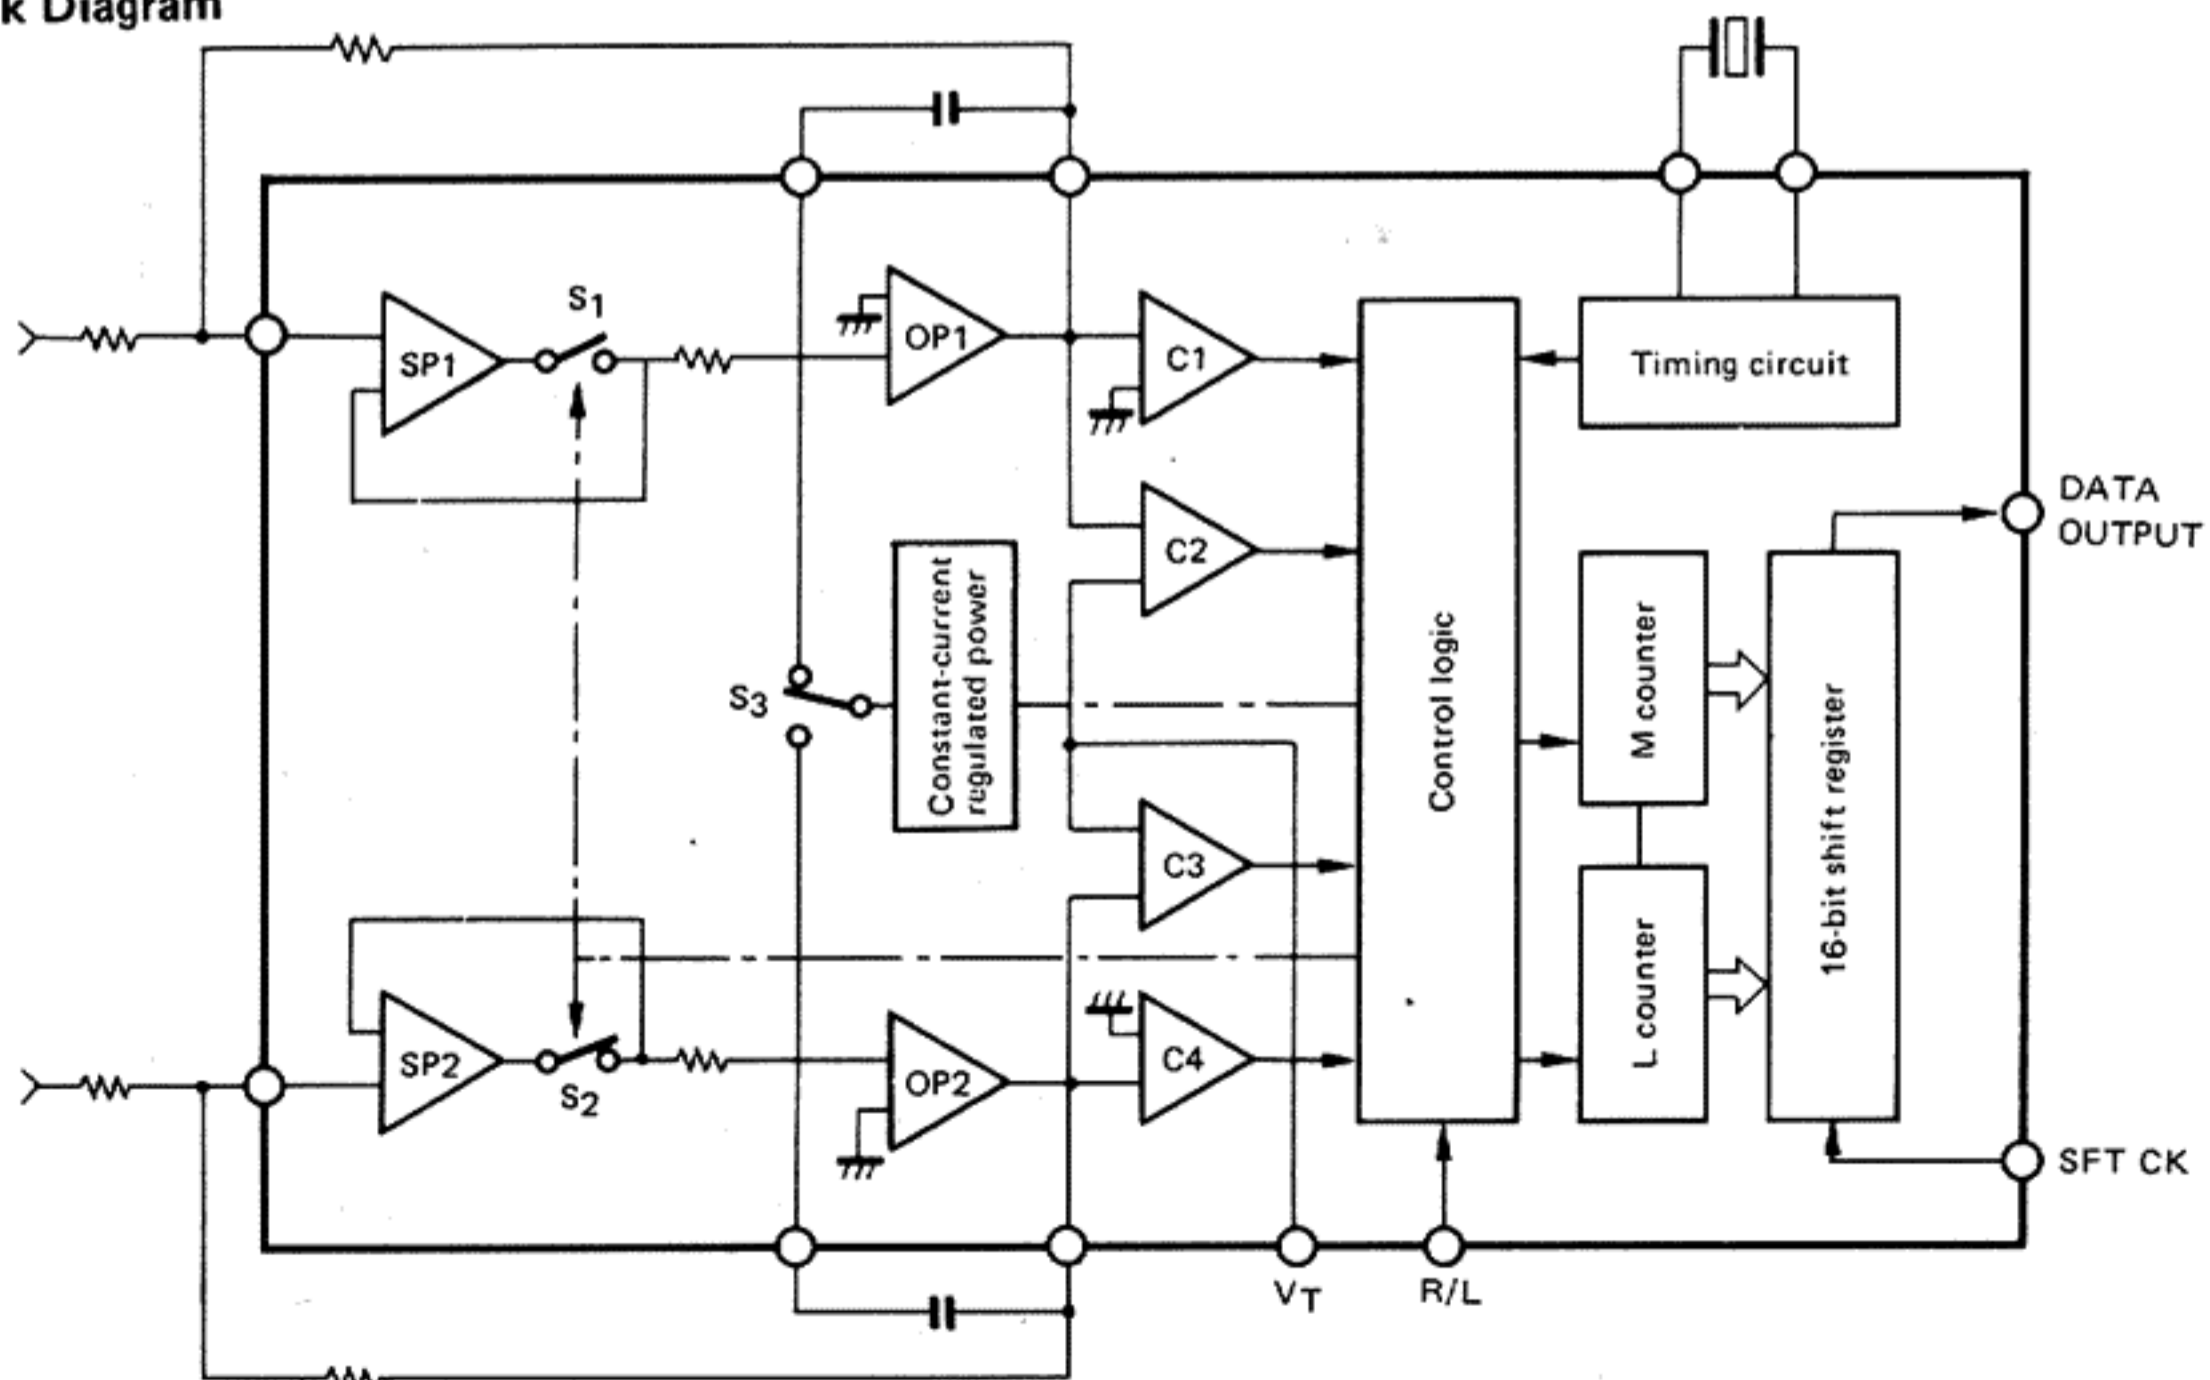 k Diagram
S1
SP1
OP1
C1
Timing circuit
DATA
OUTPUT
C2
Constant-current
regulated power
S3
Control logic
M counter
16-bit shift register
C3
L counter
SP2
S2
OP2
C4
SFT CK
VT
R/L